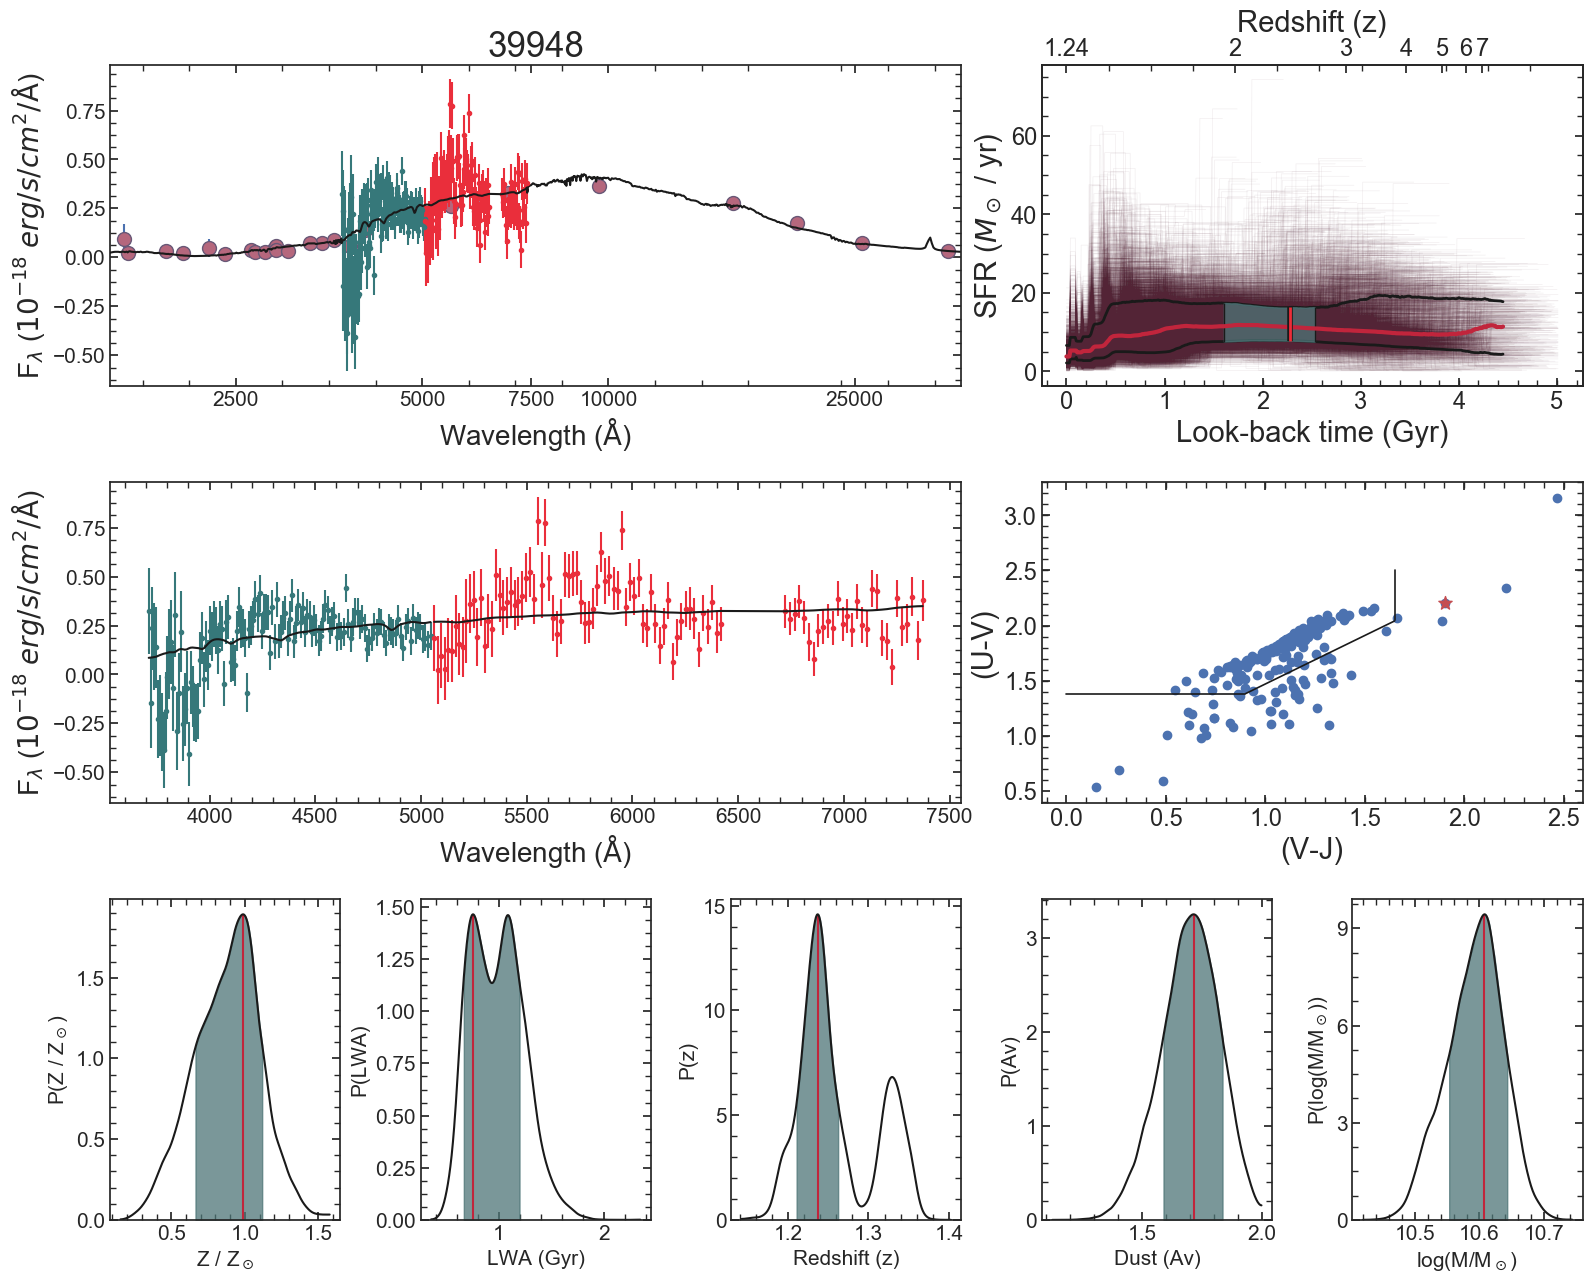 39948
0.75
0.50
0.25
0.00
−0.25
−0.50
F_λ (10^−18 erg/s/cm^2/Å)
2500 5000 7500 10000 25000
Wavelength (Å)
Redshift (z)
1.24 2 3 4 5 6 7
60
40
20
0
SFR (M_⊙ / yr)
0 1 2 3 4 5
Look-back time (Gyr)
0.75
0.50
0.25
0.00
−0.25
−0.50
F_λ (10^−18 erg/s/cm^2/Å)
4000 4500 5000 5500 6000 6500 7000 7500
Wavelength (Å)
3.0
2.5
2.0
1.5
1.0
0.5
(U-V)
0.0 0.5 1.0 1.5 2.0 2.5
(V-J)
1.5
1.0
0.5
0.0
P(Z / Z_⊙)
0.5 1.0 1.5
Z / Z_⊙
1.50
1.25
1.00
0.75
0.50
0.25
0.00
P(LWA)
1 2
LWA (Gyr)
15
10
5
0
P(z)
1.2 1.3 1.4
Redshift (z)
3
2
1
0
P(Av)
1.5 2.0
Dust (Av)
9
6
3
0
P(log(M/M_⊙))
10.5 10.6 10.7
log(M/M_⊙)